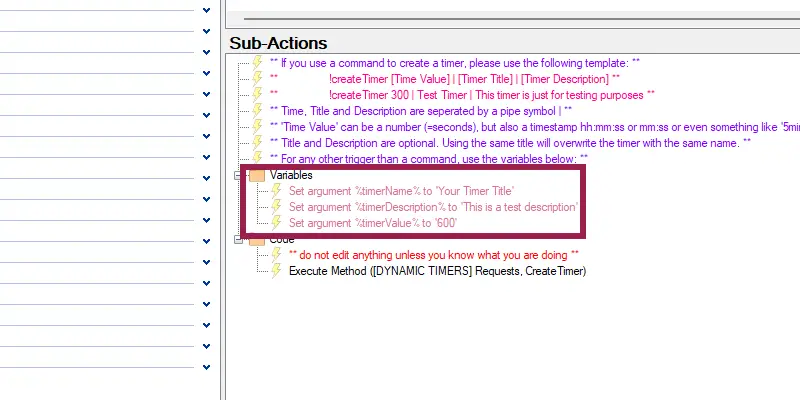 Sub-Actions
** If you use a command to create a timer, please use the following template: **
** !createTimer [Time Value] | [Timer Title] | [Timer Description] **
** !createTimer 300 | Test Timer | This timer is just for testing purposes **
** Time, Title and Description are seperated by a pipe symbol | **
** 'Time Value' can be a number (=seconds), but also a timestamp hh:mm:ss or mm:ss or even something like '5min
** Title and Description are optional. Using the same title will overwrite the timer with the same name. **
** For any other trigger than a command, use the variables below: **
Variables
Set argument %timerName% to 'Your Timer Title'
Set argument %timerDescription% to 'This is a test description'
Set argument %timerValue% to '600'
Code
** do not edit anything unless you know what you are doing **
Execute Method ([DYNAMIC TIMERS] Requests, CreateTimer)